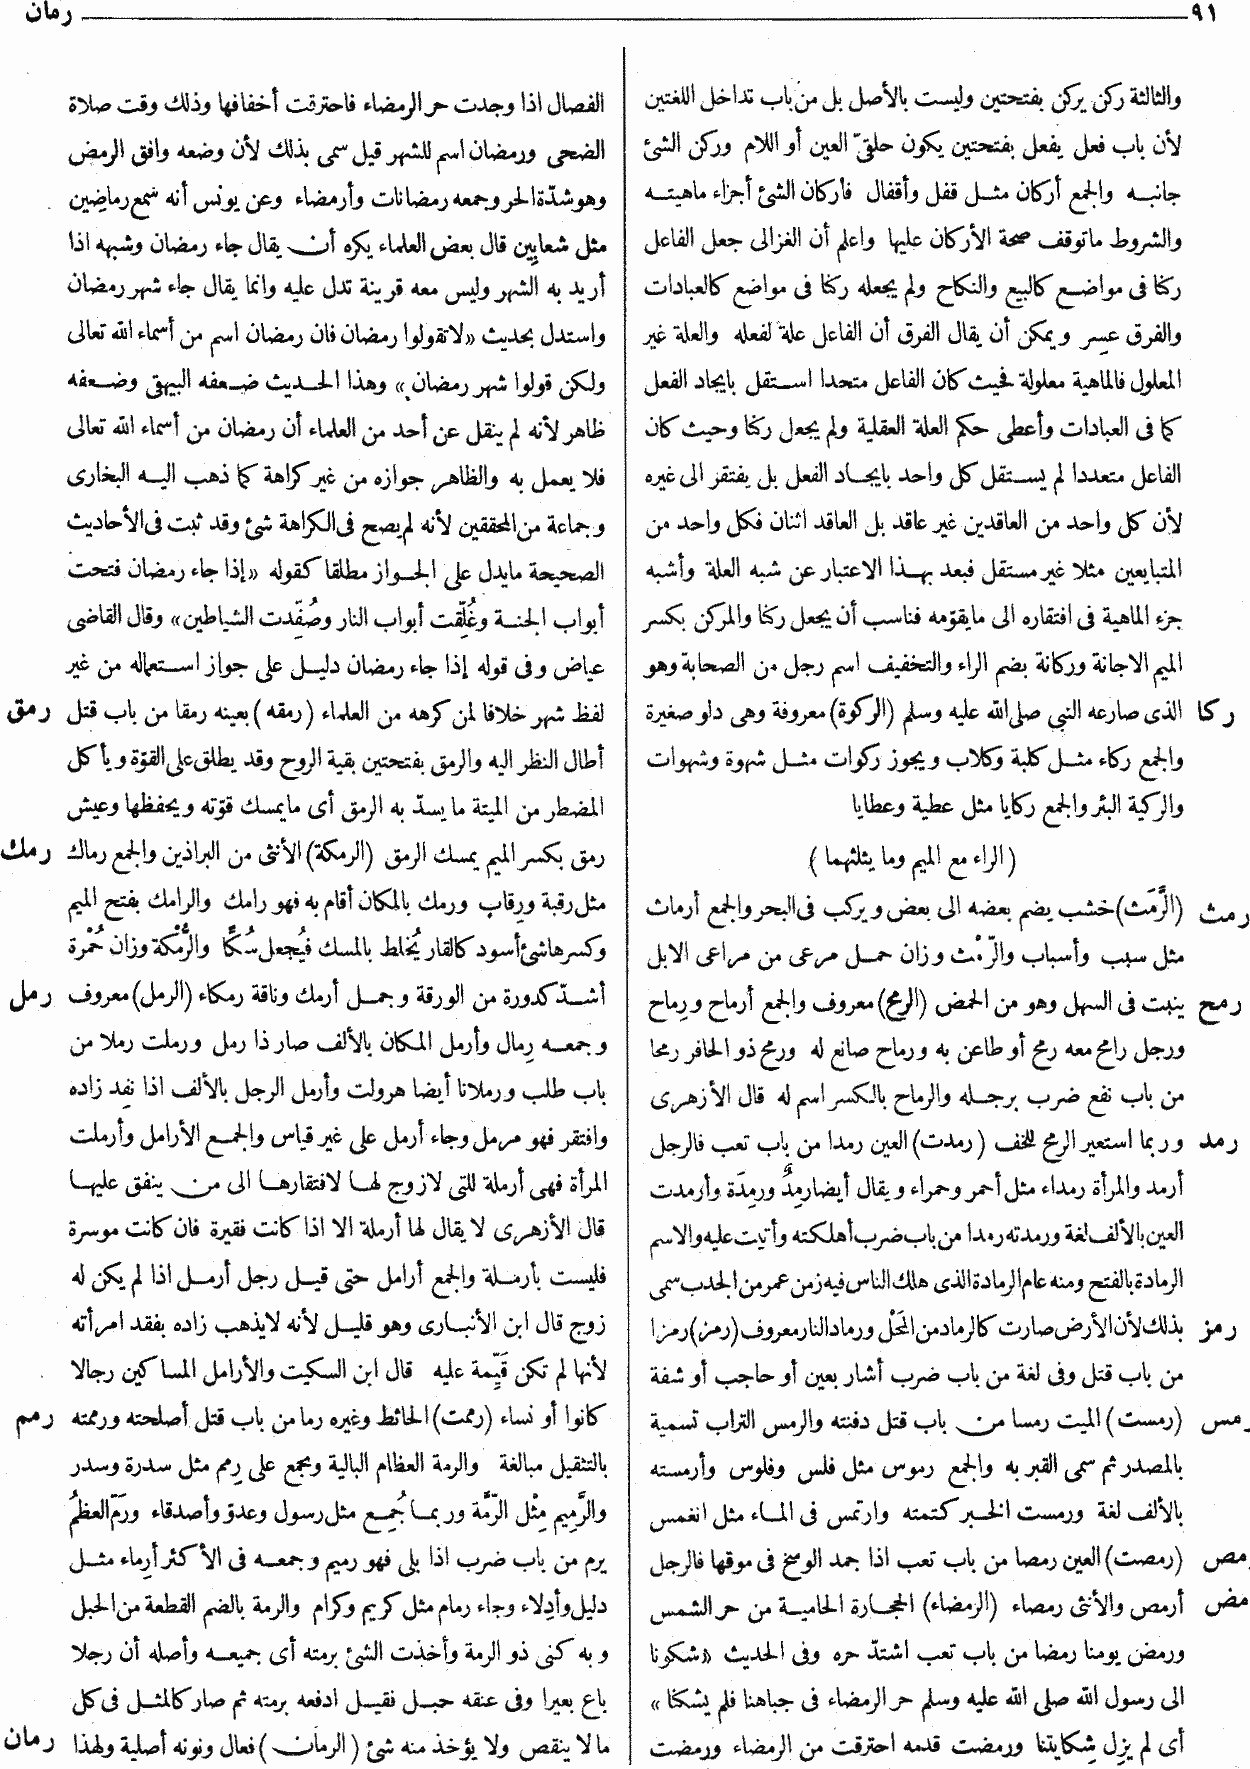 ٩١
رمان
والثالثة ركن يركن بفتحتين وليست بالأصل بل من باب تداخل اللغتين
لأن باب فعل يفعل بفتحتين يكون حلقيّ العين أو اللام وركن الشئ
جانبه والجمع أركان مثل قفل وأقفال فأركان الشئ أجزاء ماهيته
والشروط ماتوقف صحة الأركان عليها واعلم أن الغزالى جعل الفاعل
ركنا فى مواضع كالبيع والنكاح ولم يجعله ركنا فى مواضع كالعبادات
والفرق عسر ويمكن أن يقال الفرق أن الفاعل علة لفعله والعلة غير
المعلول فالماهية معلولة فحيث كان الفاعل متحدا استقل بايجاد الفعل
كما فى العبادات وأعطى حكم العلة العقلية ولم يجعل ركنا وحيث كان
الفاعل متعددا لم يستقل كل واحد بايجاد الفعل بل يفتقر الى غيره
لأن كل واحد من العاقدين غير عاقد بل العاقد اثنان فكل واحد من
المتبايعين مثلا غير مستقل فبعد بهذا الاعتبار عن شبه العلة وأشبه
جزء الماهية فى افتقاره الى مايقوّمه فناسب أن يجعل ركنا والمركن بكسر
الميم الاجانة وركانة بضم الراء والتخفيف اسم رجل من الصحابة وهو
ركا الذى صارعه النبي صلى الله عليه وسلم (الركوة) معروفة وهى دلو صغيرة
والجمع ركاء مثل كلبة وكلاب ويجوز ركوات مثل شهوة وشهوات
والركية البئر والجمع ركايا مثل عطية وعطايا
( الراء مع الميم وما يثلثهما )
رمث (الرَّمَث) خشب يضم بعضه الى بعض ويركب فى البحر والجمع أرماث
مثل سبب وأسباب والرِّمْث وزان حمل مرعى من مراعى الابل
رمح ينبت فى السهل وهو من الحمض (الرمح) معروف والجمع أرماح ورِماح
ورجل رامح معه رمح أو طاعن به ورماح صانع له ورمح ذو الحافر رمحا
من باب نفع ضرب برجله والرماح بالكسر اسم له قال الأزهرى
رمد وربما استعير الرمح للخف (رمدت) العين رمدا من باب تعب فالرجل
أرمد والمرأة رمداء مثل أحمر وحمراء ويقال أيضا رمِدٌ ورمِدَة وأرمدت
العين بالألف لغة ورمدته رمدا من باب ضرب أهلكته وأتيت عليه والاسم
الرمادة بالفتح ومنه عام الرمادة الذى هلك الناس فيه زمن عمر من الجدب سمى
رمز بذلك لأن الأرض صارت كالرماد من المَحْل ورماد النار معروف (رمز) رمزا
من باب قتل وفى لغة من باب ضرب أشار بعين أو حاجب أو شفة
رمس (رمست) الميت رمسا من باب قتل دفنته والرمس التراب تسمية
بالمصدر ثم سمى القبر به والجمع رموس مثل فلس وفلوس وأرمسته
بالألف لغة ورمست الخبر كتمته وارتمس فى الماء مثل انغمس
رمص (رمصت) العين رمصا من باب تعب اذا جمد الوسخ فى موقها فالرجل
رمض أرمص والأنثى رمصاء (الرمضاء) الحجارة الحامية من حر الشمس
ورمض يومنا رمضا من باب تعب اشتدّ حره وفى الحديث «شكونا
الى رسول الله صلى الله عليه وسلم حر الرمضاء فى جباهنا فلم يشكنا»
أى لم يزل شكايتنا ورمضت قدمه احترقت من الرمضاء ورمضت
الفصال اذا وجدت حر الرمضاء فاحترقت أخفافها وذلك وقت صلاة
الضحى ورمضان اسم للشهر قيل سمى بذلك لأن وضعه وافق الرمض
وهو شدّة الحر وجمعه رمضانات وأرمضاء وعن يونس أنه سمع رماضِين
مثل شعابين قال بعض العلماء يكره أن يقال جاء رمضان وشبهه اذا
أريد به الشهر وليس معه قرينة تدل عليه وانما يقال جاء شهر رمضان
واستدل بحديث «لا تقولوا رمضان فان رمضان اسم من أسماء الله تعالى
ولكن قولوا شهر رمضان» وهذا الحديث ضعفه البيهقى وضعفه
ظاهر لأنه لم ينقل عن أحد من العلماء أن رمضان من أسماء الله تعالى
فلا يعمل به والظاهر جوازه من غير كراهة كما ذهب اليه البخارى
وجماعة من المحققين لأنه لم يصح فى الكراهة شئ وقد ثبت فى الأحاديث
الصحيحة مايدل على الجواز مطلقا كقوله «إذا جاء رمضان فتحت
أبواب الجنة وغُلّقت أبواب النار وصُفِّدت الشياطين» وقال القاضى
عياض وفى قوله إذا جاء رمضان دليل على جواز استعماله من غير
لفظ شهر خلافا لمن كرهه من العلماء (رمقه) بعينه رمقا من باب قتل رمق
أطال النظر اليه والرمق بفتحتين بقية الروح وقد يطلق على القوّة ويأكل
المضطر من الميتة ما يسدّ به الرمق أى مايمسك قوّته ويحفظها وعيش
رمق بكسر الميم يمسك الرمق (الرمكة) الأنثى من البراذين والجمع رماك رمك
مثل رقبة ورِقاب ورمك بالمكان أقام به فهو رامك والرامك بفتح الميم
وكسرها شئ أسود كالقار يُخلط بالمسك فيُجعل سُكًّا والرُّمْكة وزان حُمْرة
أشدّ كدورة من الورقة وجمل أرمك وناقة رمكاء (الرمل) معروف رمل
وجمعه رِمال وأرمل المكان بالألف صار ذا رمل ورملت رملا من
باب طلب ورملانا أيضا هرولت وأرمل الرجل بالألف اذا نفِد زاده
وافتقر فهو مرمل وجاء أرمل على غير قياس والجمع الأرامل وأرملت
المرأة فهى أرملة للتى لا زوج لها لافتقارها الى من ينفق عليها
قال الأزهرى لا يقال لها أرملة الا اذا كانت فقيرة فان كانت موسرة
فليست بأرملة والجمع أرامل حتى قيل رجل أرمل اذا لم يكن له
زوج قال ابن الأنبارى وهو قليل لأنه لايذهب زاده بفقد امرأته
لأنها لم تكن قَيّمة عليه قال ابن السكيت والأرامل المساكين رجالا
كانوا أو نساء (رممت) الحائط وغيره رما من باب قتل أصلحته ورممته رمم
بالتثقيل مبالغة والرمة العظام البالية وتجمع على رِمم مثل سدرة وسدر
والرَّمِيم مِثْل الرِّمَّة وربما جُمِع مثل رسول وعدوّ وأصدقاء ورَمّ العظمُ
يرم من باب ضرب اذا بلى فهو رميم وجمعه فى الأكثر أرِماء مثل
دليل وأدِلاء وجاء رمام مثل كريم وكرام والرمة بالضم القطعة من الحبل
وبه كنى ذو الرمة وأخذت الشئ برمته أى جميعه وأصله أن رجلا
باع بعيرا وفى عنقه حبل فقيل ادفعه برمته ثم صار كالمثل فى كل
مالا ينقص ولا يؤخذ منه شئ (الرمان) فعال ونونه أصلية ولهذا رمان